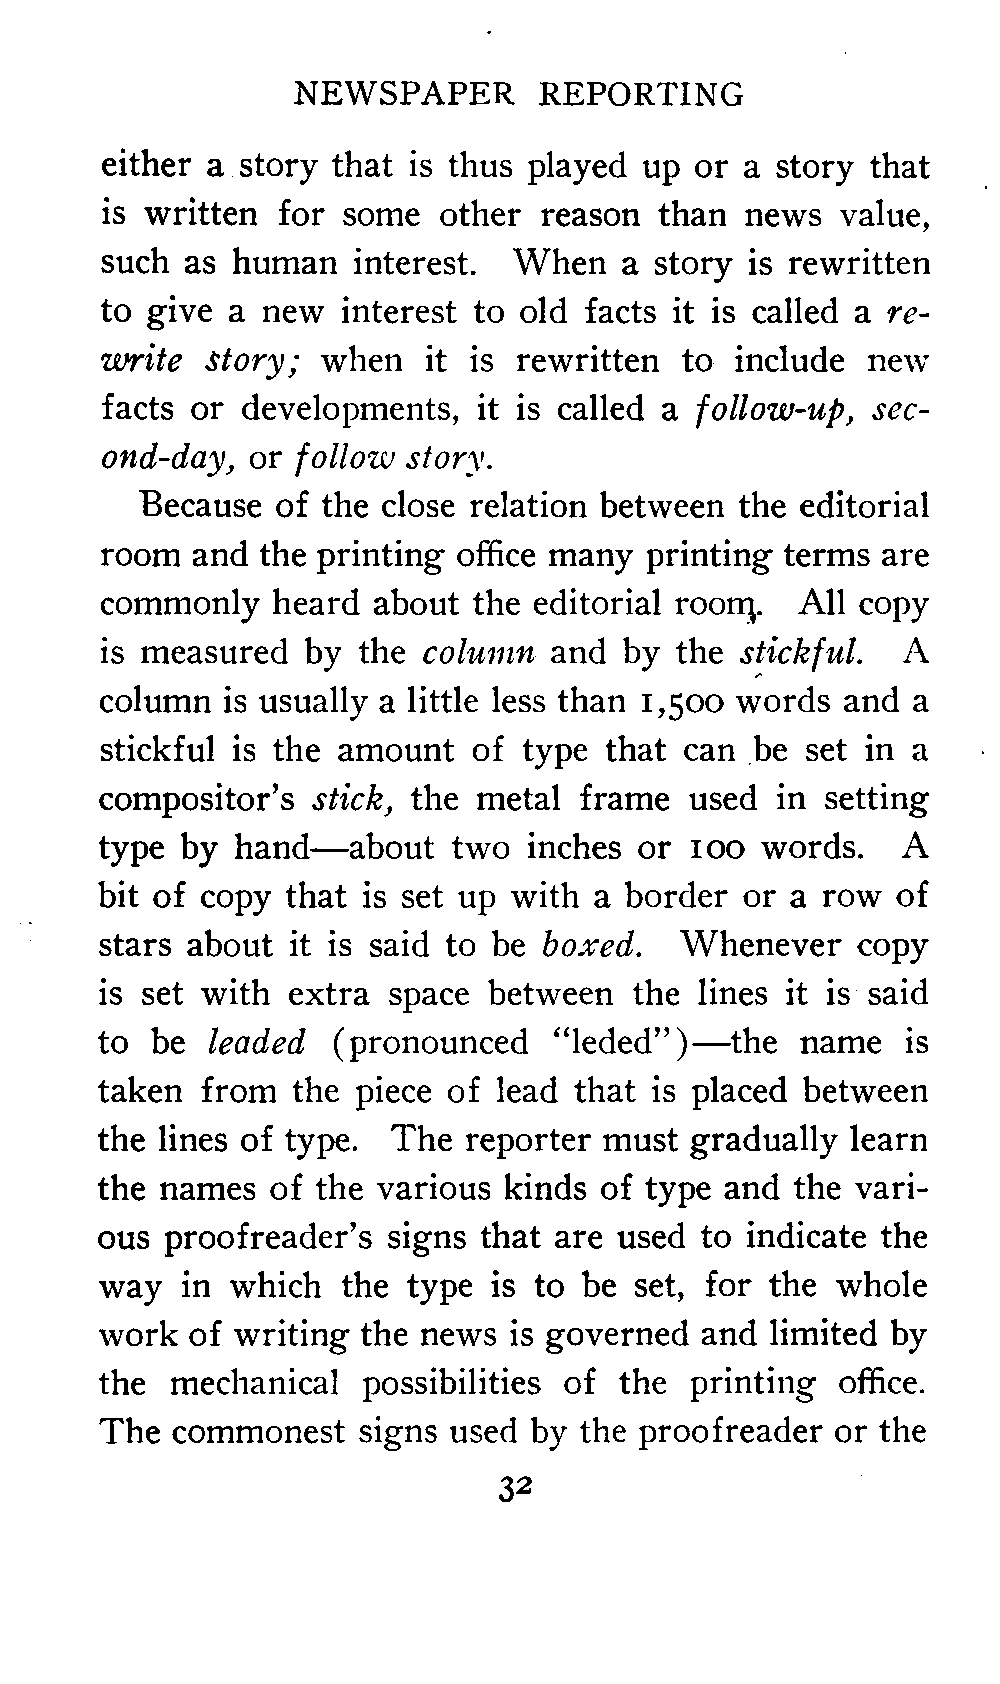 NEWSPAPER REPORTING
either a story that is thus played up or a story that
is written for some other reason than news value,
such as human interest. When a story is rewritten
to give a new interest to old facts it is called a re-
write story; when it is rewritten to include new
facts or developments, it is called a follow-up, sec-
ond-day, or follow story.
Because of the close relation between the editorial
room and the printing office many printing terms are
commonly heard about the editorial room. All copy
is measured by the column and by the stickful. A
column is usually a little less than 1,500 words and a
stickful is the amount of type that can be set in a
compositor's stick, the metal frame used in setting
type by hand—about two inches or 100 words. A
bit of copy that is set up with a border or a row of
stars about it is said to be boxed. Whenever copy
is set with extra space between the lines it is said
to be leaded (pronounced "leded")—the name is
taken from the piece of lead that is placed between
the lines of type. The reporter must gradually learn
the names of the various kinds of type and the vari-
ous proofreader's signs that are used to indicate the
way in which the type is to be set, for the whole
work of writing the news is governed and limited by
the mechanical possibilities of the printing office.
The commonest signs used by the proofreader or the
32